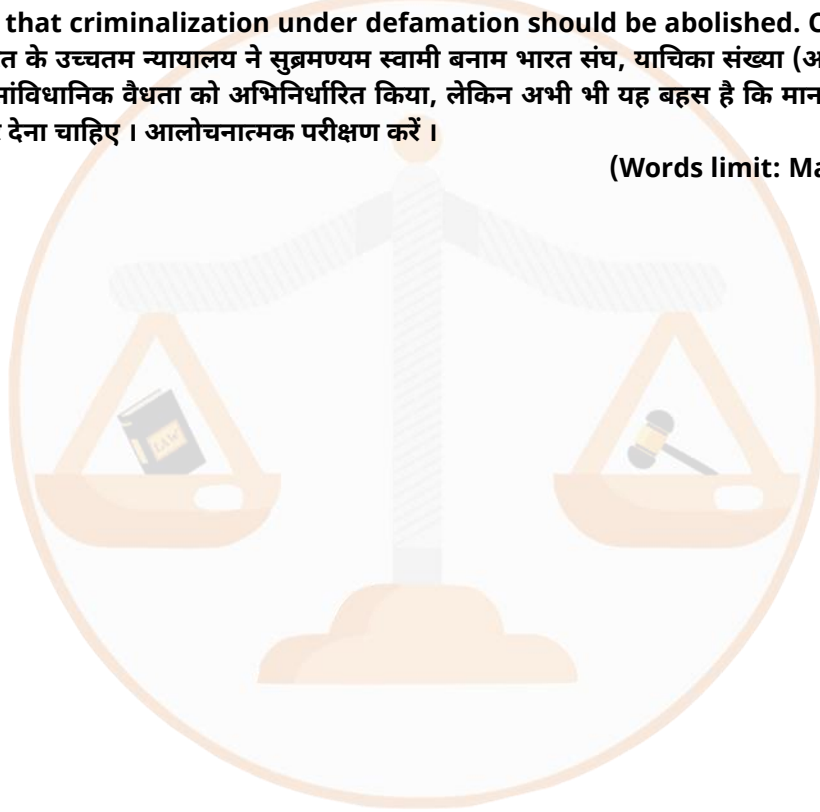 that criminalization under defamation should be abolished.
त के उच्चतम न्यायालय ने सुब्रमण्यम स्वामी बनाम भारत संघ, याचिका संख्या
सांविधानिक वैधता को अभिनिर्धारित किया, लेकिन अभी भी यह बहस है कि मान
देना चाहिए । आलोचनात्मक परीक्षण करें ।
(Words limit:
LAW